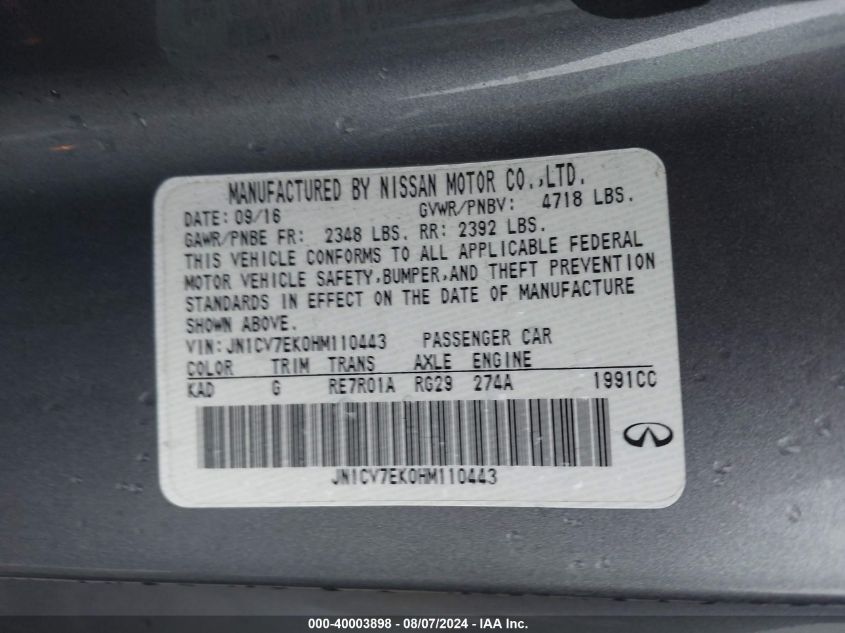 MANUFACTURED BY NISSAN MOTOR CO.,LTD.
DATE: 09/16 GVWR/PNBV: 4718 LBS.
GAWR/PNBE FR: 2348 LBS. RR: 2392 LBS.
THIS VEHICLE CONFORMS TO ALL APPLICABLE FEDERAL
MOTOR VEHICLE SAFETY,BUMPER,AND THEFT PREVENTION
STANDARDS IN EFFECT ON THE DATE OF MANUFACTURE
SHOWN ABOVE.
VIN:JN1CV7EK0HM110443 PASSENGER CAR
COLOR TRIM TRANS AXLE ENGINE
KAD G RE7R01A RG29 274A 1991CC
JN1CV7EK0HM110443
000-40003898 - 08/07/2024 - IAA Inc.